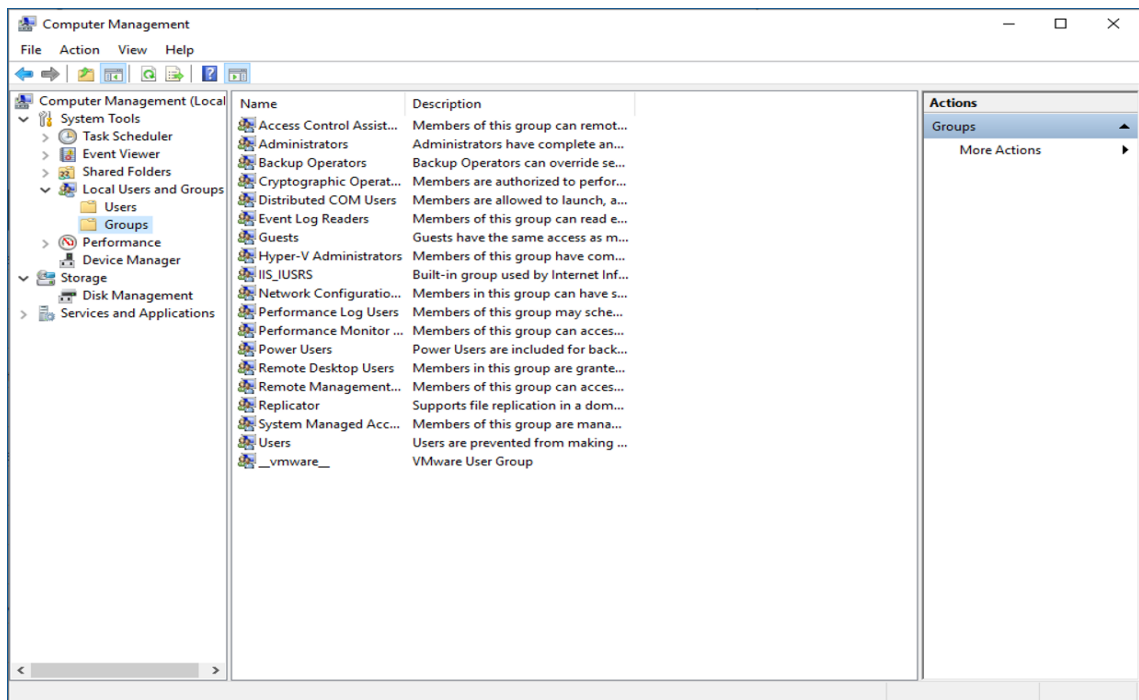 Computer Management
File Action View Help
Computer Management (Local
System Tools
Task Scheduler
Event Viewer
Shared Folders
Local Users and Groups
Users
Groups
Performance
Device Manager
Storage
Disk Management
Services and Applications
Name Description
Access Control Assist... Members of this group can remot...
Administrators Administrators have complete an...
Backup Operators Backup Operators can override se...
Cryptographic Operat... Members are authorized to perfor...
Distributed COM Users Members are allowed to launch, a...
Event Log Readers Members of this group can read e...
Guests Guests have the same access as m...
Hyper-V Administrators Members of this group have com...
IIS_IUSRS Built-in group used by Internet Inf...
Network Configuratio... Members in this group can have s...
Performance Log Users Members of this group may sche...
Performance Monitor ... Members of this group can acces...
Power Users Power Users are included for back...
Remote Desktop Users Members in this group are grante...
Remote Management... Members of this group can acces...
Replicator Supports file replication in a dom...
System Managed Acc... Members of this group are mana...
Users Users are prevented from making ...
__vmware__ VMware User Group
Actions
Groups
More Actions